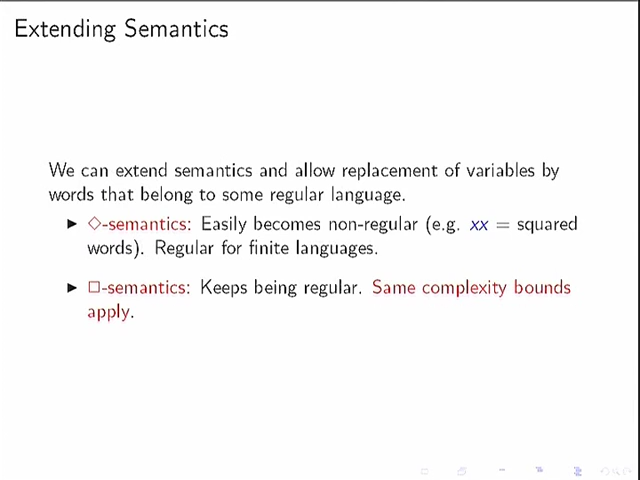 Extending Semantics
We can extend semantics and allow replacement of variables by
words that belong to some regular language.
▶ ◇-semantics: Easily becomes non-regular (e.g. xx = squared
words). Regular for finite languages.
▶ □-semantics: Keeps being regular. Same complexity bounds
apply.